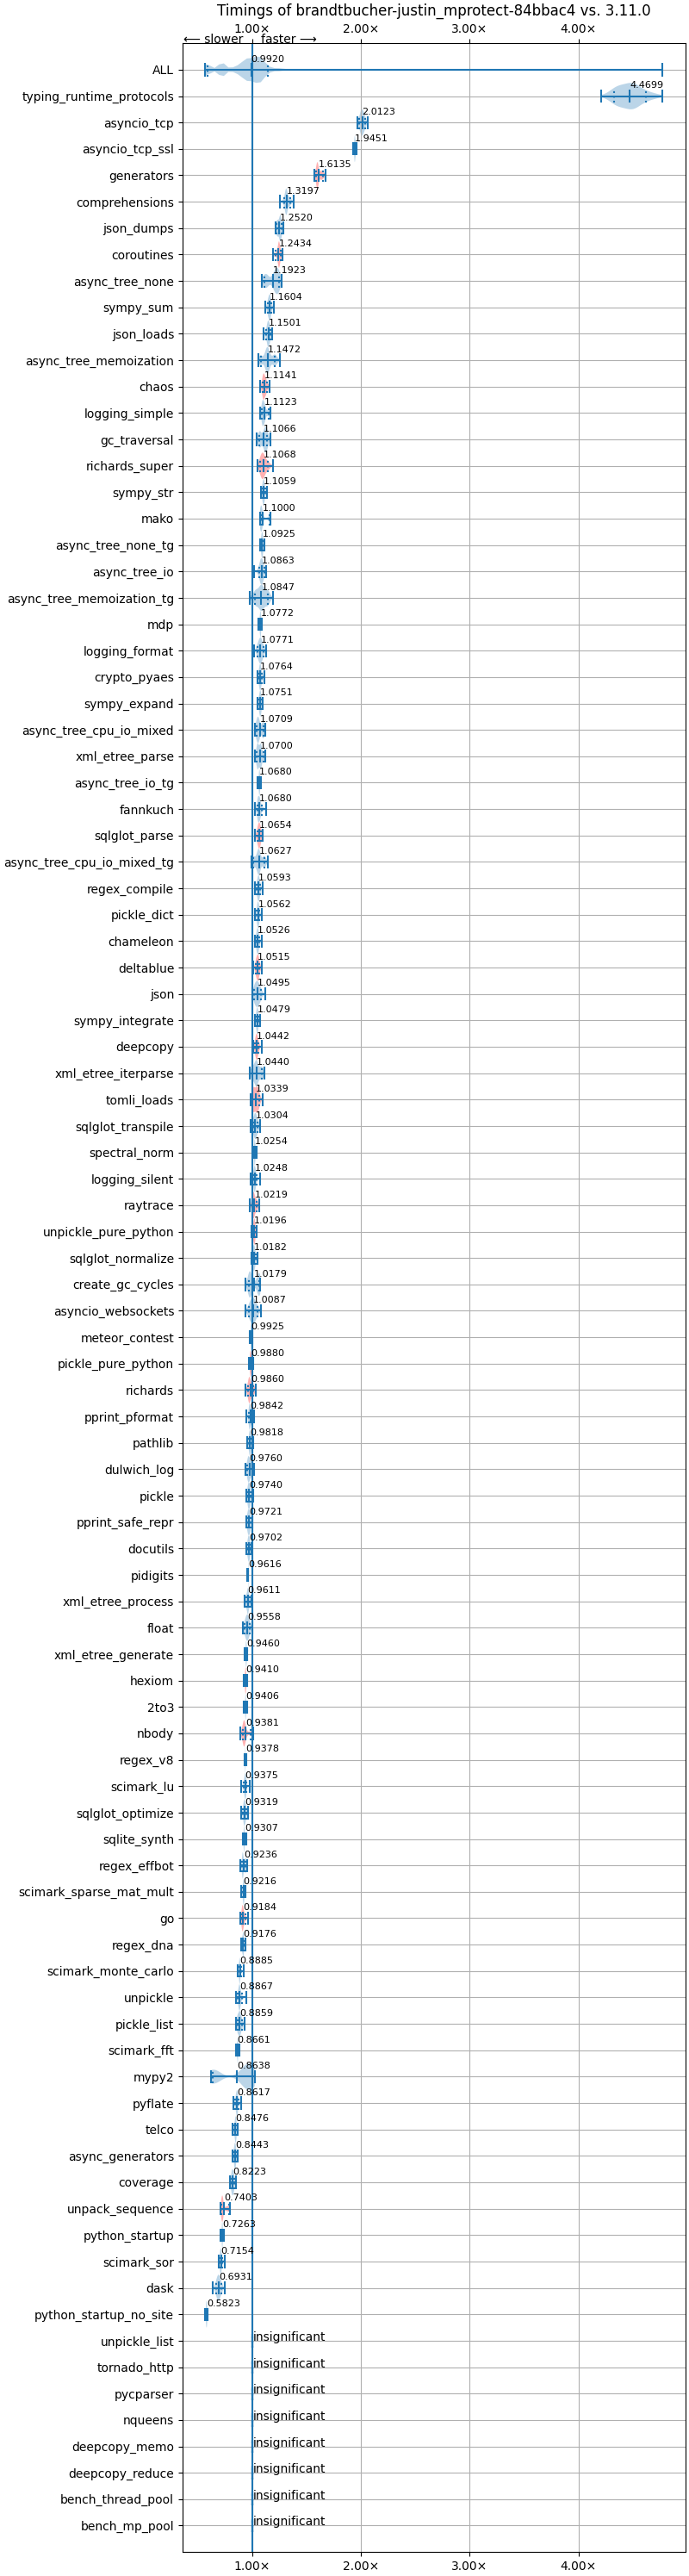 Timings of brandtbucher-justin_mprotect-84bbac4 vs. 3.11.0
1.00× 2.00× 3.00× 4.00×
⟵ slower faster ⟶
ALL 0.9920
typing_runtime_protocols 4.4699
asyncio_tcp 2.0123
asyncio_tcp_ssl 1.9451
generators 1.6135
comprehensions 1.3197
json_dumps 1.2520
coroutines 1.2434
async_tree_none 1.1923
sympy_sum 1.1604
json_loads 1.1501
async_tree_memoization 1.1472
chaos 1.1141
logging_simple 1.1123
gc_traversal 1.1066
richards_super 1.1068
sympy_str 1.1059
mako 1.1000
async_tree_none_tg 1.0925
async_tree_io 1.0863
async_tree_memoization_tg 1.0847
mdp 1.0772
logging_format 1.0771
crypto_pyaes 1.0764
sympy_expand 1.0751
async_tree_cpu_io_mixed 1.0709
xml_etree_parse 1.0700
async_tree_io_tg 1.0680
fannkuch 1.0680
sqlglot_parse 1.0654
async_tree_cpu_io_mixed_tg 1.0627
regex_compile 1.0593
pickle_dict 1.0562
chameleon 1.0526
deltablue 1.0515
json 1.0495
sympy_integrate 1.0479
deepcopy 1.0442
xml_etree_iterparse 1.0440
tomli_loads 1.0339
sqlglot_transpile 1.0304
spectral_norm 1.0254
logging_silent 1.0248
raytrace 1.0219
unpickle_pure_python 1.0196
sqlglot_normalize 1.0182
create_gc_cycles 1.0179
asyncio_websockets 1.0087
meteor_contest 0.9925
pickle_pure_python 0.9880
richards 0.9860
pprint_pformat 0.9842
pathlib 0.9818
dulwich_log 0.9760
pickle 0.9740
pprint_safe_repr 0.9721
docutils 0.9702
pidigits 0.9616
xml_etree_process 0.9611
float 0.9558
xml_etree_generate 0.9460
hexiom 0.9410
2to3 0.9406
nbody 0.9381
regex_v8 0.9378
scimark_lu 0.9375
sqlglot_optimize 0.9319
sqlite_synth 0.9307
regex_effbot 0.9236
scimark_sparse_mat_mult 0.9216
go 0.9184
regex_dna 0.9176
scimark_monte_carlo 0.8885
unpickle 0.8867
pickle_list 0.8859
scimark_fft 0.8661
mypy2 0.8638
pyflate 0.8617
telco 0.8476
async_generators 0.8443
coverage 0.8223
unpack_sequence 0.7403
python_startup 0.7263
scimark_sor 0.7154
dask 0.6931
python_startup_no_site 0.5823
unpickle_list insignificant
tornado_http insignificant
pycparser insignificant
nqueens insignificant
deepcopy_memo insignificant
deepcopy_reduce insignificant
bench_thread_pool insignificant
bench_mp_pool insignificant
1.00× 2.00× 3.00× 4.00×